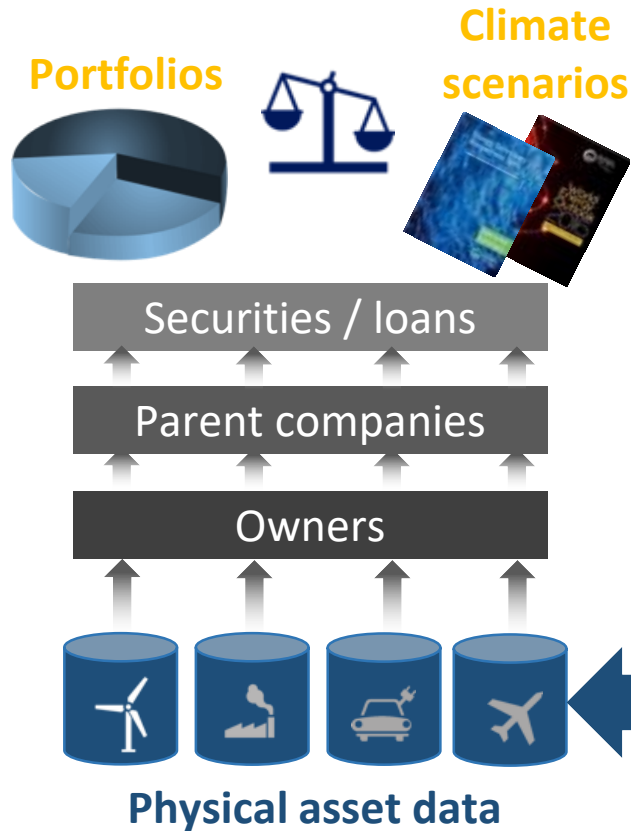 Portfolios
Climate
scenarios
Securities / loans
Parent companies
Owners
Physical asset data